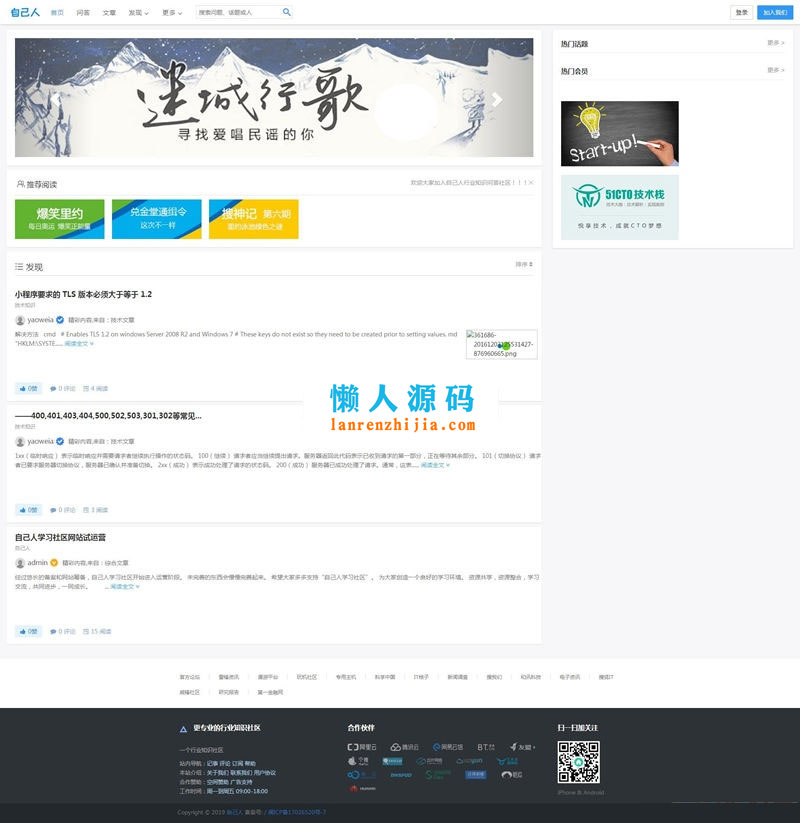 自己人 首页 问答 文章 发现 更多 搜索问题、话题或人 登录 加入我们
迷城行歌
寻找爱唱民谣的你
热门话题 更多 >
热门会员 更多 >
Start-up!
51CTO技术栈
悦享技术，成就CTO梦想
推荐阅读 欢迎大家加入自己人行业知识问答社区！！！×
爆笑里约
每日奥运 爆笑正能量
兑金堂通缉令
这次不一样
搜神记 第六期
里约泳池绿色之谜
发现 排序
小程序要求的 TLS 版本必须大于等于 1.2
技术知识
yaoweia 精彩内容,来自：技术文章
解决方法 cmd # Enables TLS 1.2 on windows Server 2008 R2 and Windows 7 # These keys do not exist so they need to be created prior to setting values. md
"HKLM:\SYSTE..... 阅读全文
361686-
876960665.png
0赞 0 评论 4 阅读
懒人源码
lanrenzhijia.com
——400,401,403,404,500,502,503,301,302等常见...
技术知识
yaoweia 精彩内容,来自：技术文章
1xx（临时响应） 表示临时响应并需要请求者继续执行操作的状态码。 100（继续） 请求者应当继续提出请求。服务器返回此代码表示已收到请求的第一部分，正在等待其余部分。 101（切换协议） 请求
者已要求服务器切换协议，服务器已确认并准备切换。 2xx（成功） 表示成功处理了请求的状态码。 200（成功） 服务器已成功处理了请求。通常，这表..... 阅读全文
0赞 0 评论 3 阅读
自己人学习社区网站试运营
自己人
admin 精彩内容,来自：综合文章
经过悠长的备案和网站筹备，自己人学习社区开始进入运营阶段。 未完善的东西会慢慢完善起来。 希望大家多多支持“自己人学习社区”。 为大家创造一个良好的学习环境。 资源共享，资源整合，学习
交流，共同进步，一同成长。 ... 阅读全文
0赞 0 评论 15 阅读
官方论坛 雷锋资讯 玩机社区 专用主机 科学中国 IT桔子 新闻调查 搜我们 和讯科技 电子资讯 搜狐IT
威锋社区 研究报告 第一金融网
更专业的行业知识社区 合作伙伴 扫一扫加关注
一个行业知识社区
站内导航：记事 评论 订阅 帮助
本站介绍：关于我们 联系我们 用户协议
合作赞助：空间赞助 广告支持
工作时间：周一到周五 09:00-18:00
阿里云 腾讯云 网易云信 友盟+
HUAWEI
iPhone & Android
Copyright © 2019 自己人 备案号：闽ICP备17026520号-7